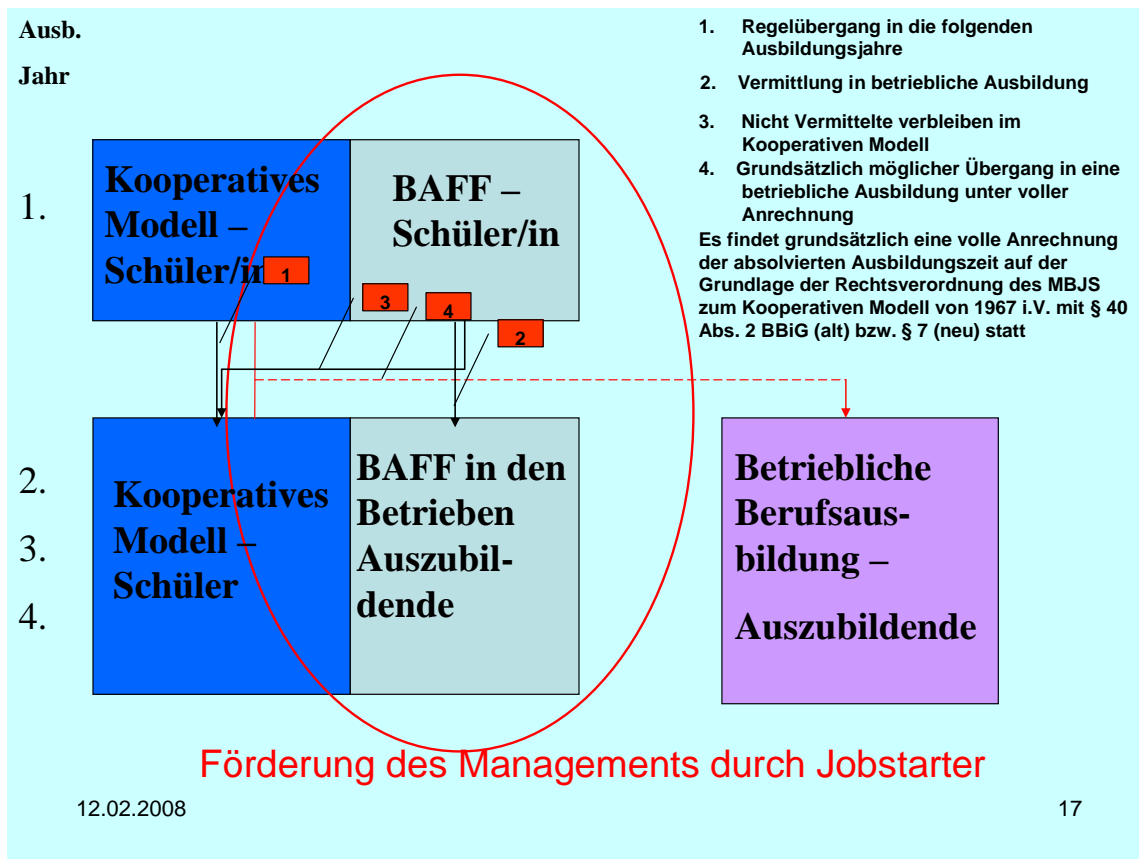 Ausb.
Jahr
1. Regelübergang in die folgenden
Ausbildungsjahre
2. Vermittlung in betriebliche Ausbildung
3. Nicht Vermittelte verbleiben im
Kooperativen Modell
4. Grundsätzlich möglicher Übergang in eine
betriebliche Ausbildung unter voller
Anrechnung
Es findet grundsätzlich eine volle Anrechnung
der absolvierten Ausbildungszeit auf der
Grundlage der Rechtsverordnung des MBJS
zum Kooperativen Modell von 1967 i.V. mit § 40
Abs. 2 BBiG (alt) bzw. § 7 (neu) statt
1.
Kooperatives
Modell –
Schüler/in
BAFF –
Schüler/in
1
3
4
2
2.
3.
4.
Kooperatives
Modell –
Schüler
BAFF in den
Betrieben
Auszubil-
dende
Betriebliche
Berufsaus-
bildung –
Auszubildende
Förderung des Managements durch Jobstarter
12.02.2008
17